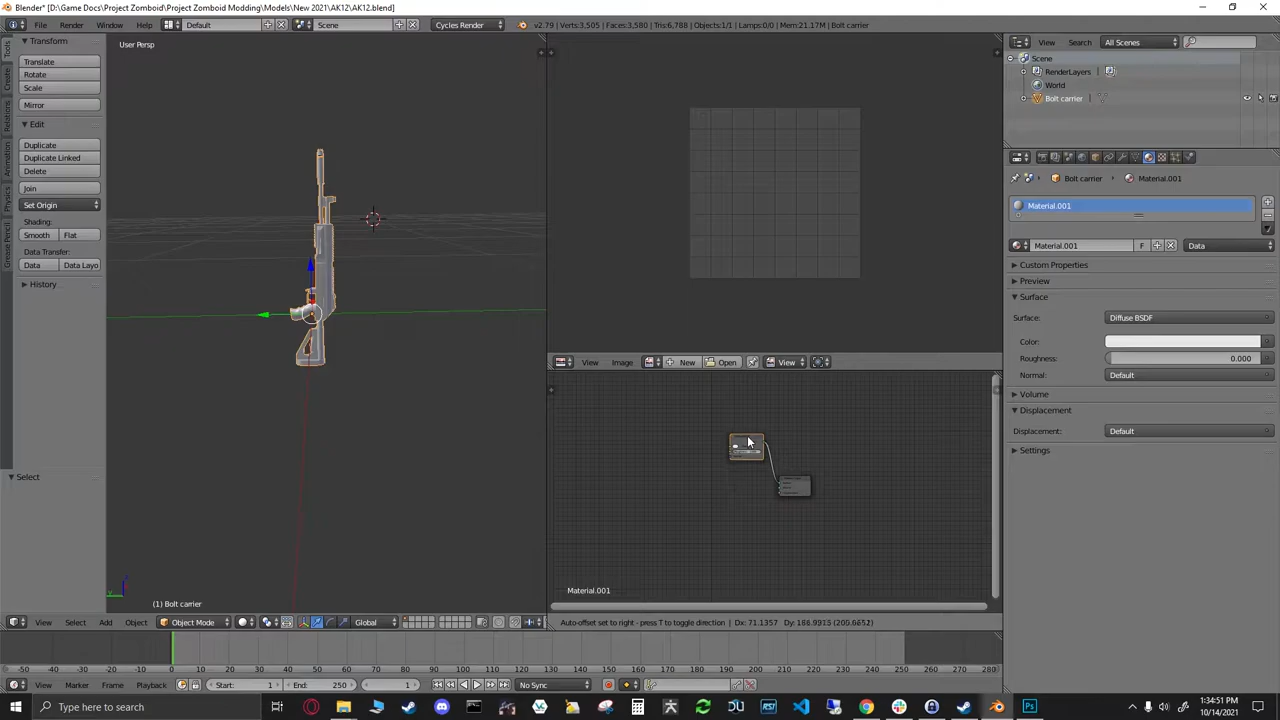 Blender* [D:\Game Docs\Project Zomboid\Project Zomboid Modding\Models\New 2021\AK12\AK12.blend]
File Render Window Help Default Scene Cycles Render v2.79 | Verts:3,505 | Faces:3,580 | Tris:6,788 | Objects:1/1 | Lamps:0/0 | Mem:21.17M | Bolt carrier
View Search All Scenes
Transform
User Persp
Scene
Translate
RenderLayers
Rotate
World
Scale
Bolt carrier
Mirror
Edit
Duplicate
Duplicate Linked
Bolt carrier Material.001
Delete
Join
Material.001
Set Origin
Shading:
Smooth Flat
Material.001 F Data
Data Transfer:
Data Data Layo
Custom Properties
History
Preview
Surface
Surface: Diffuse BSDF
Color:
Roughness: 0.000
View Image New Open View
Normal: Default
Volume
Displacement
Displacement: Default
Settings
Select
Material.001
(1) Bolt carrier
View Select Add Object Object Mode Global
Auto-offset set to right - press T to toggle direction | Dx: 71.1357 Dy: 166.9915 (205.6652)
-50 -40 -30 -20 -10 0 10 20 30 40 50 60 70 80 90 100 110 120 130 140 150 160 170 180 190 200 210 220 230 240 250 260 270 280
View Marker Frame Playback Start: 1 End: 250 1 No Sync
Type here to search
1:34:51
10/14/2021
Tools Create Relations Animation Physics Grease Pencil